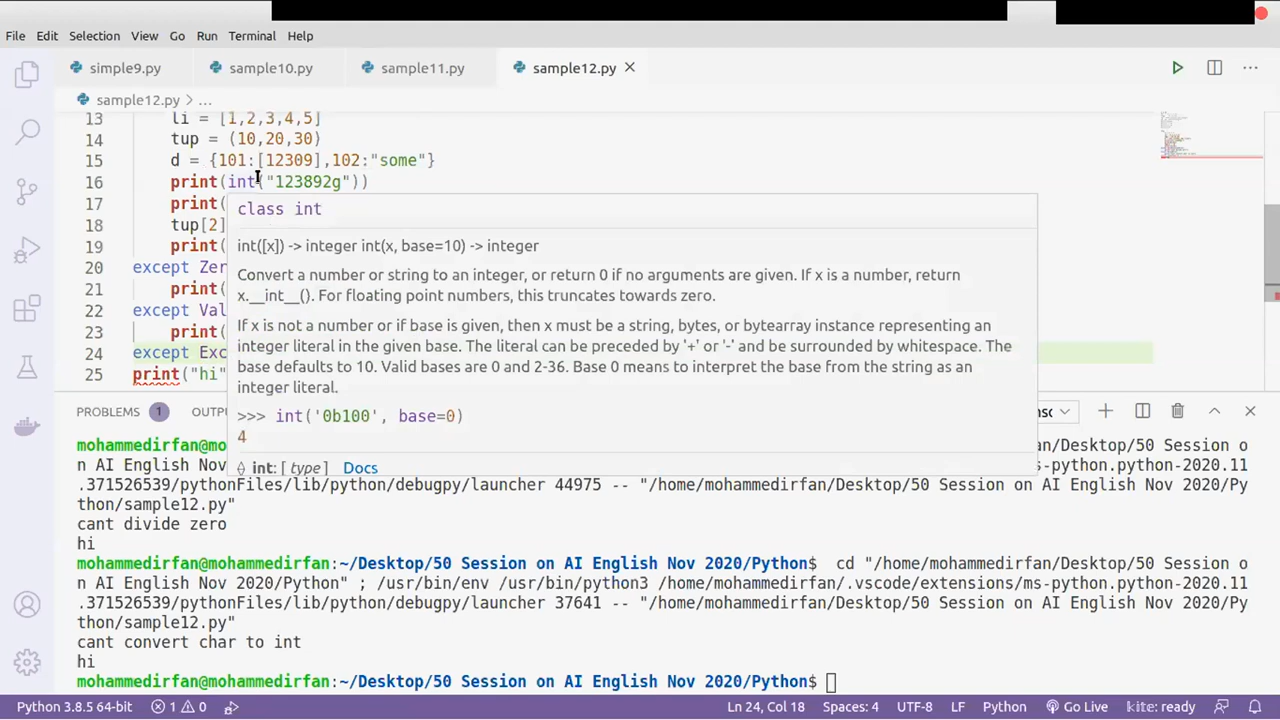 File Edit Selection View Go Run Terminal Help
simple9.py sample10.py sample11.py sample12.py
sample12.py > ...
13 li = [1,2,3,4,5]
14 tup = (10,20,30)
15 d = {101:[12309],102:"some"}
16 print(int("123892g"))
17 print(
18 tup[2]
19 print(
20 except Zer
21 print(
22 except Val
23 print(
24 except Exc
25 print("hi"
class int
int([x]) -> integer int(x, base=10) -> integer
Convert a number or string to an integer, or return 0 if no arguments are given. If x is a number, return
x.__int__(). For floating point numbers, this truncates towards zero.
If x is not a number or if base is given, then x must be a string, bytes, or bytearray instance representing an
integer literal in the given base. The literal can be preceded by '+' or '-' and be surrounded by whitespace. The
base defaults to 10. Valid bases are 0 and 2-36. Base 0 means to interpret the base from the string as an
integer literal.
>>> int('0b100', base=0)
4
int: [ type ] Docs
PROBLEMS 1 OUTPU
mohammedirfan@mohammedirfan an/Desktop/50 Session o
n AI English Nov s-python.python-2020.11
.371526539/pythonFiles/lib/python/debugpy/launcher 44975 -- "/home/mohammedirfan/Desktop/50 Session on AI English Nov 2020/Py
thon/sample12.py"
cant divide zero
hi
mohammedirfan@mohammedirfan:~/Desktop/50 Session on AI English Nov 2020/Python$ cd "/home/mohammedirfan/Desktop/50 Session o
n AI English Nov 2020/Python" ; /usr/bin/env /usr/bin/python3 /home/mohammedirfan/.vscode/extensions/ms-python.python-2020.11
.371526539/pythonFiles/lib/python/debugpy/launcher 37641 -- "/home/mohammedirfan/Desktop/50 Session on AI English Nov 2020/Py
thon/sample12.py"
cant convert char to int
hi
mohammedirfan@mohammedirfan:~/Desktop/50 Session on AI English Nov 2020/Python$
Python 3.8.5 64-bit 1 0 Ln 24, Col 18 Spaces: 4 UTF-8 LF Python Go Live kite: ready